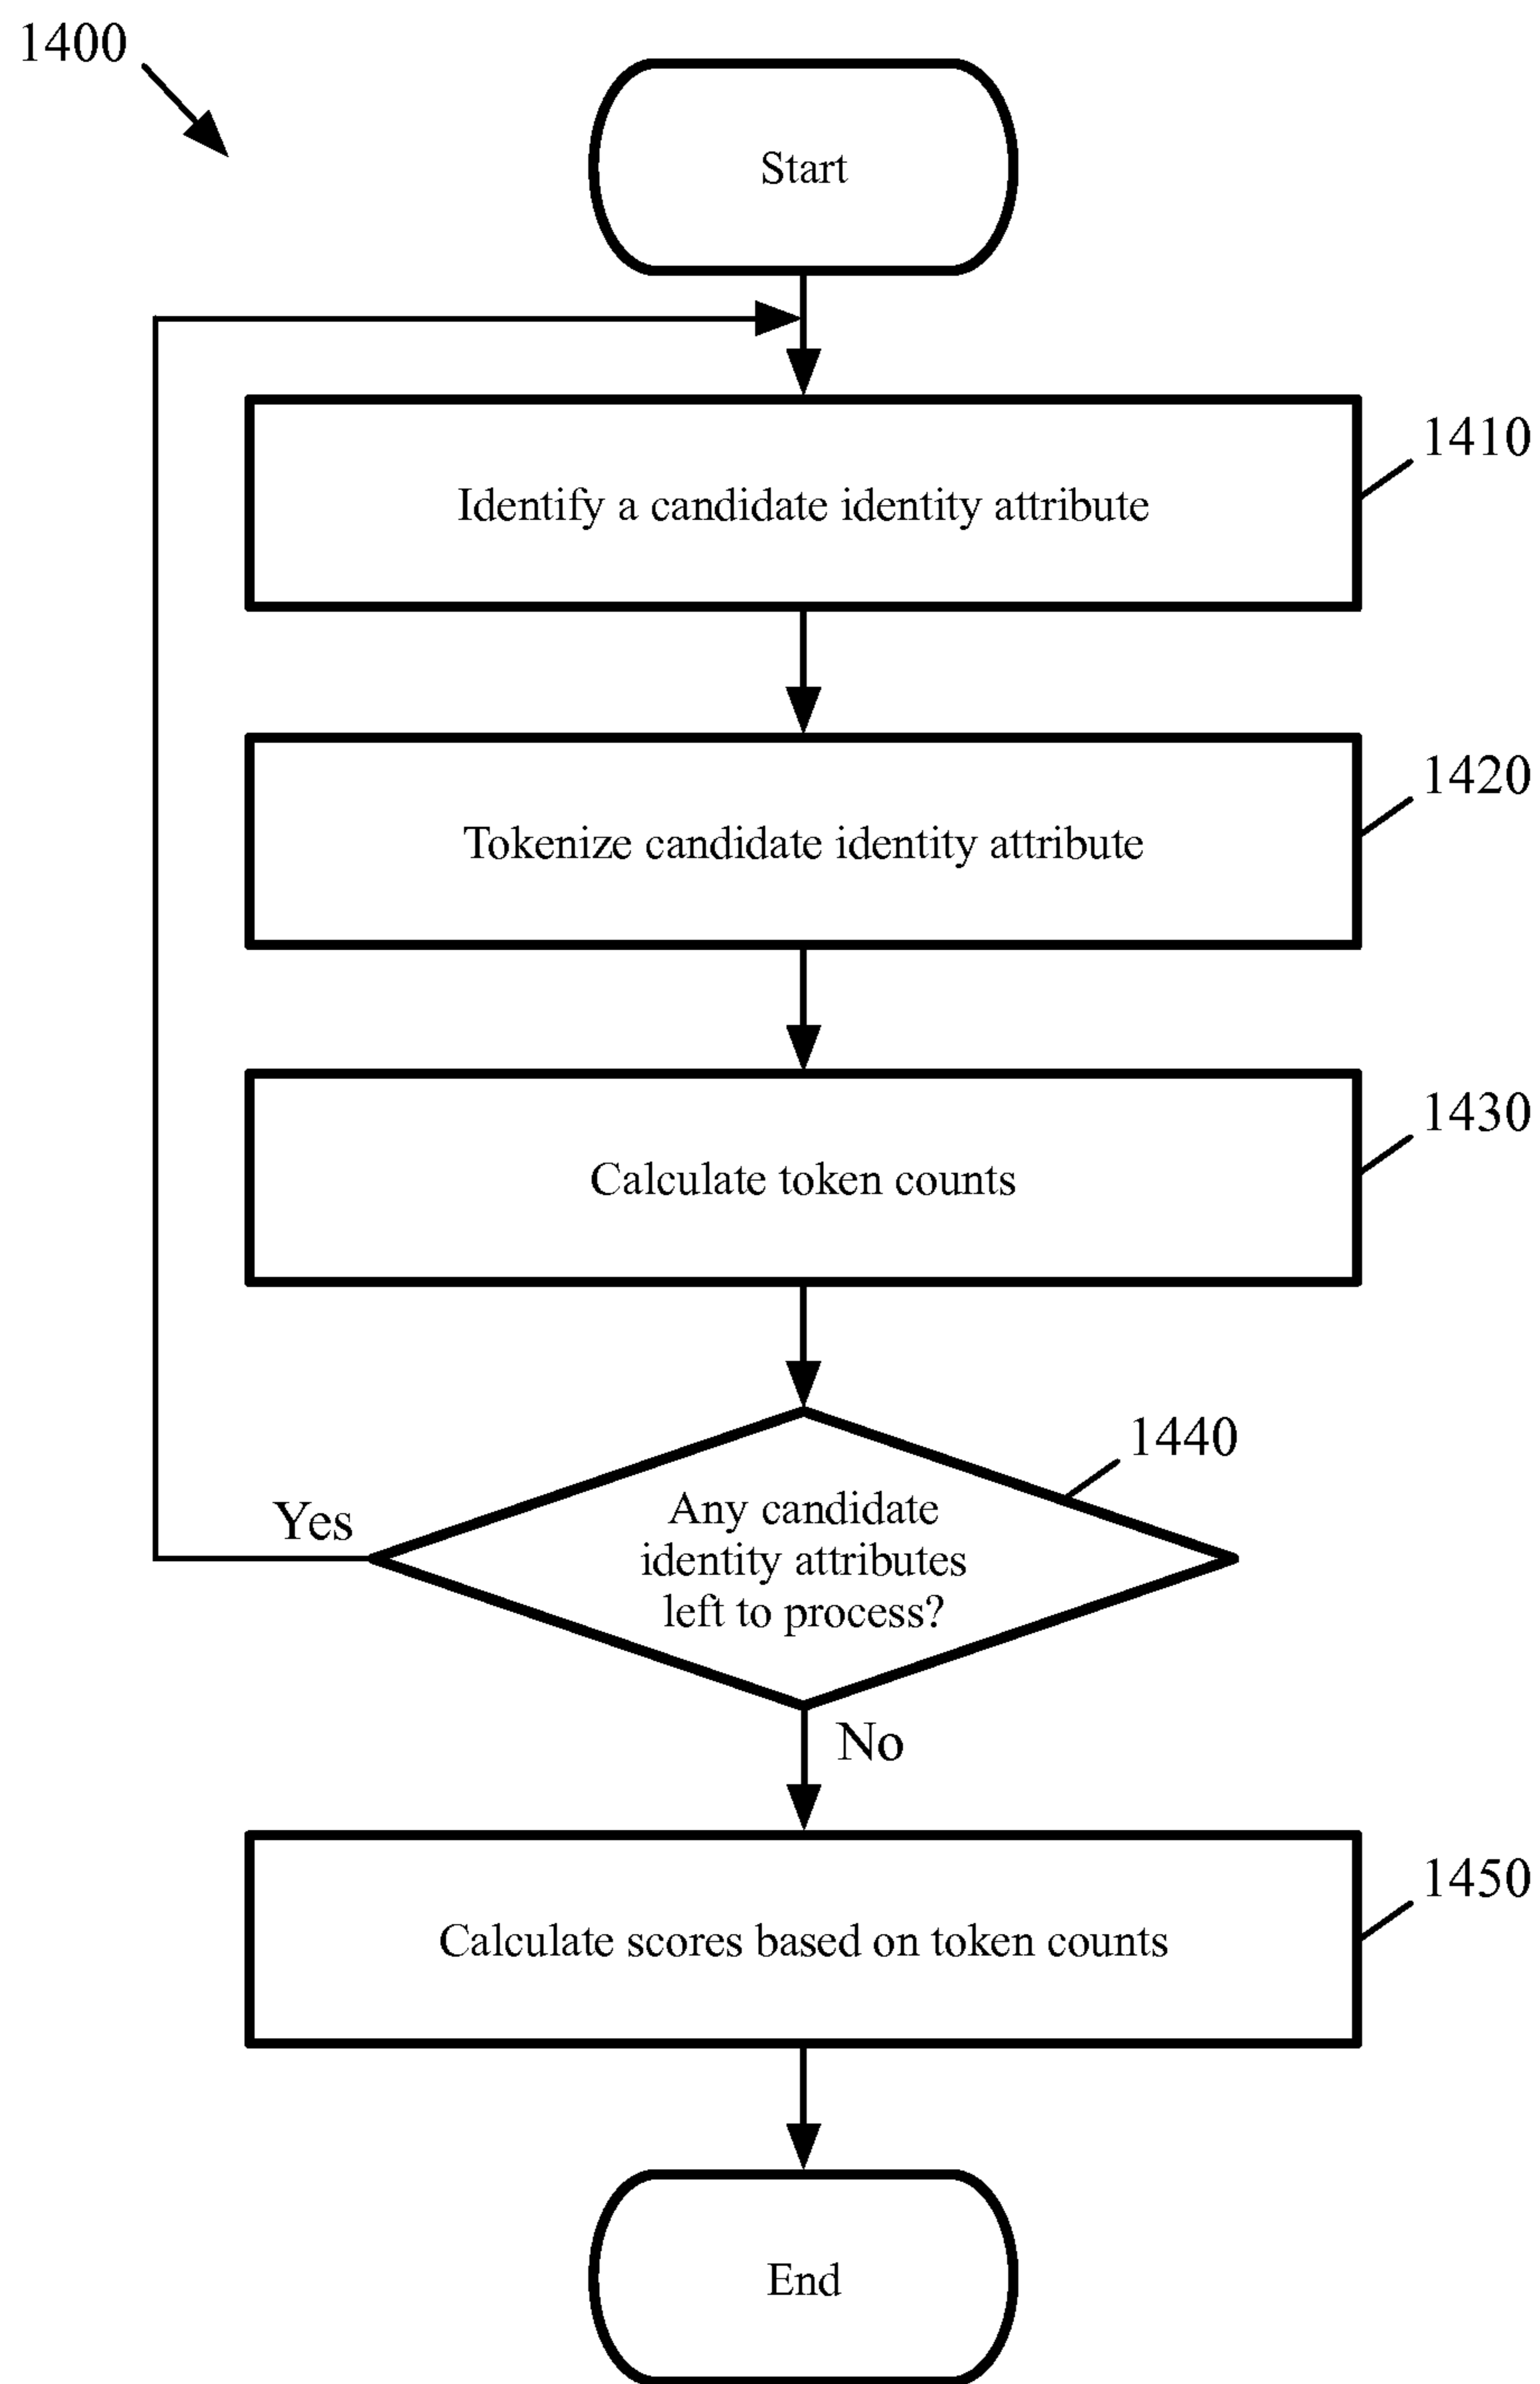 1400
Start
1410
Identify a candidate identity attribute
1420
Tokenize candidate identity attribute
1430
Calculate token counts
1440
Any candidate
identity attributes
left to process?
Yes
No
1450
Calculate scores based on token counts
End